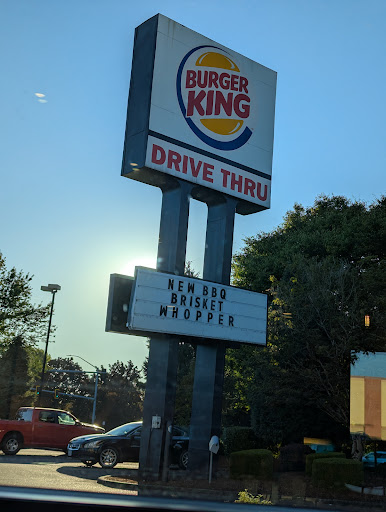 BURGER
KING
DRIVE THRU
NEW BBQ
BRISKET
WHOPPER